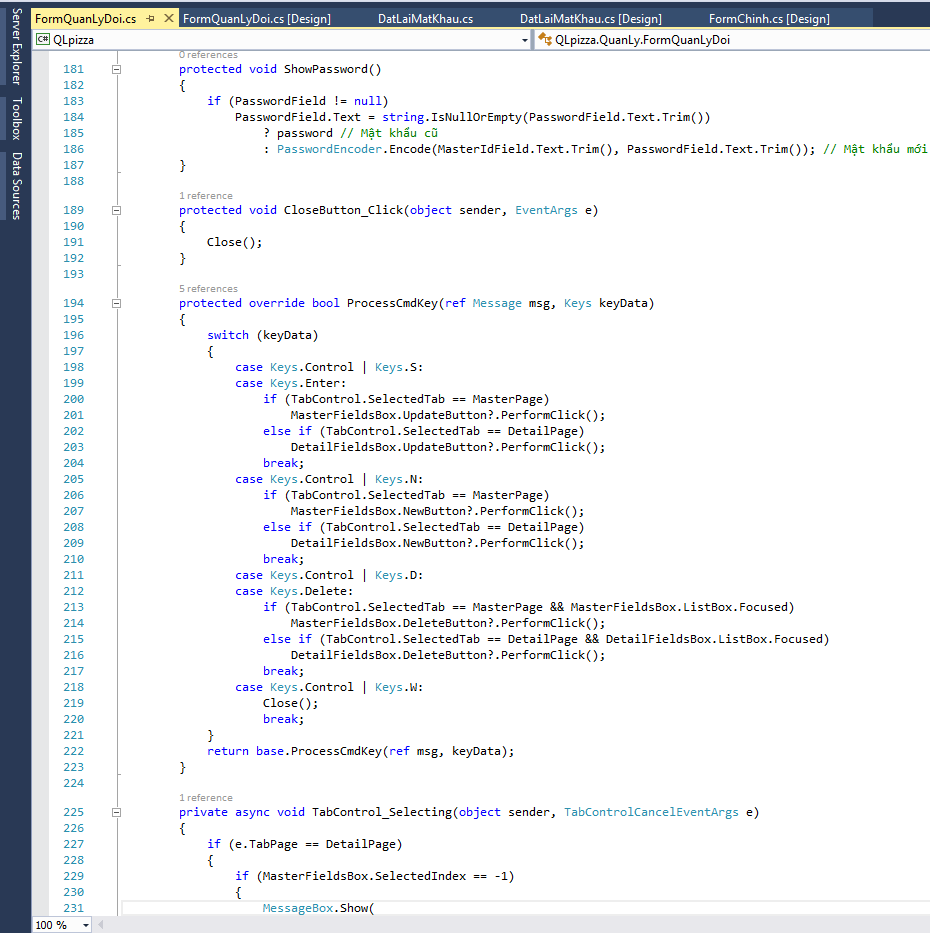 FormQuanLyDoi.cs
FormQuanLyDoi.cs [Design]
DatLaiMatKhau.cs
DatLaiMatKhau.cs [Design]
FormChinh.cs [Design]
Server Explorer
Toolbox
Data Sources
C# QLpizza
QLpizza.QuanLy.FormQuanLyDoi
0 references
181 protected void ShowPassword()
182 {
183 if (PasswordField != null)
184 PasswordField.Text = string.IsNullOrEmpty(PasswordField.Text.Trim())
185 ? password // Mật khẩu cũ
186 : PasswordEncoder.Encode(MasterIdField.Text.Trim(), PasswordField.Text.Trim()); // Mật khẩu mới
187 }
188
1 reference
189 protected void CloseButton_Click(object sender, EventArgs e)
190 {
191 Close();
192 }
193
5 references
194 protected override bool ProcessCmdKey(ref Message msg, Keys keyData)
195 {
196 switch (keyData)
197 {
198 case Keys.Control | Keys.S:
199 case Keys.Enter:
200 if (TabControl.SelectedTab == MasterPage)
201 MasterFieldsBox.UpdateButton?.PerformClick();
202 else if (TabControl.SelectedTab == DetailPage)
203 DetailFieldsBox.UpdateButton?.PerformClick();
204 break;
205 case Keys.Control | Keys.N:
206 if (TabControl.SelectedTab == MasterPage)
207 MasterFieldsBox.NewButton?.PerformClick();
208 else if (TabControl.SelectedTab == DetailPage)
209 DetailFieldsBox.NewButton?.PerformClick();
210 break;
211 case Keys.Control | Keys.D:
212 case Keys.Delete:
213 if (TabControl.SelectedTab == MasterPage && MasterFieldsBox.ListBox.Focused)
214 MasterFieldsBox.DeleteButton?.PerformClick();
215 else if (TabControl.SelectedTab == DetailPage && DetailFieldsBox.ListBox.Focused)
216 DetailFieldsBox.DeleteButton?.PerformClick();
217 break;
218 case Keys.Control | Keys.W:
219 Close();
220 break;
221 }
222 return base.ProcessCmdKey(ref msg, keyData);
223 }
224
1 reference
225 private async void TabControl_Selecting(object sender, TabControlCancelEventArgs e)
226 {
227 if (e.TabPage == DetailPage)
228 {
229 if (MasterFieldsBox.SelectedIndex == -1)
230 {
231 MessageBox.Show(
100 %